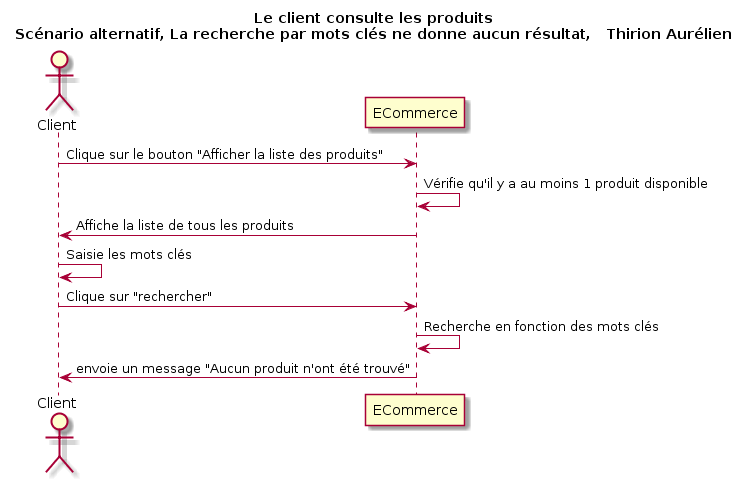 Le client consulte les produits
Scénario alternatif, La recherche par mots clés ne donne aucun résultat,   Thirion Aurélien
Client
ECommerce
Clique sur le bouton "Afficher la liste des produits"
Vérifie qu'il y a au moins 1 produit disponible
Affiche la liste de tous les produits
Saisie les mots clés
Clique sur "rechercher"
Recherche en fonction des mots clés
envoie un message "Aucun produit n'ont été trouvé"
Client
ECommerce